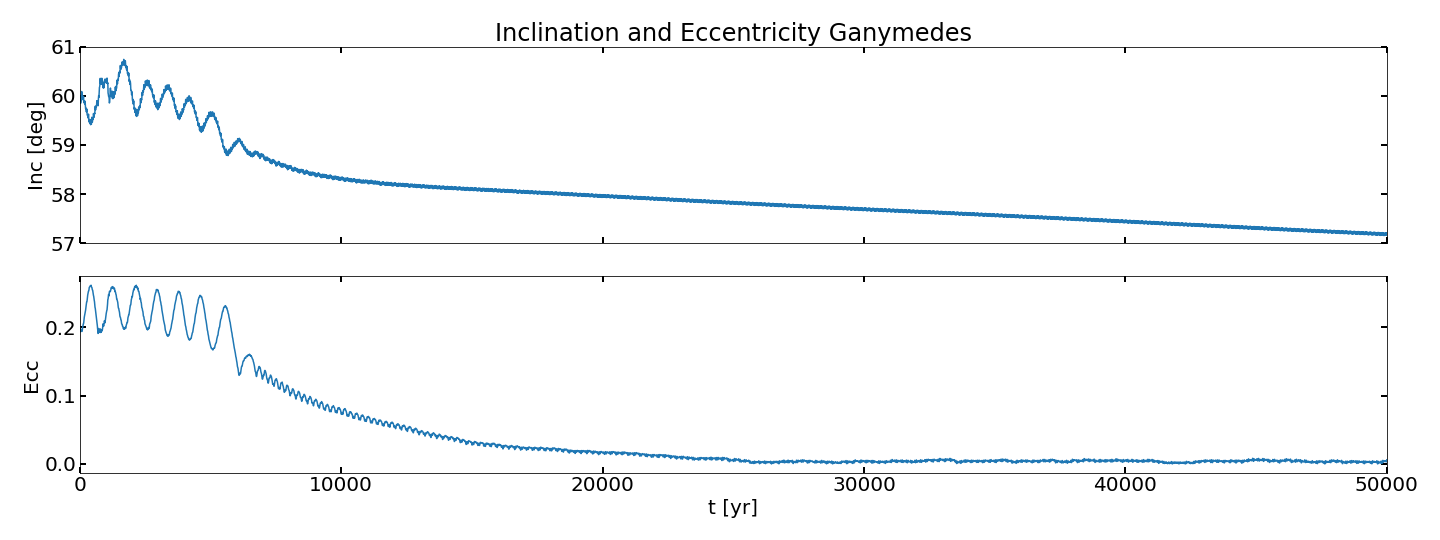 Inclination and Eccentricity Ganymedes
61
60
59
58
57
Inc [deg]
0.2
0.1
0.0
Ecc
0 10000 20000 30000 40000 50000
t [yr]